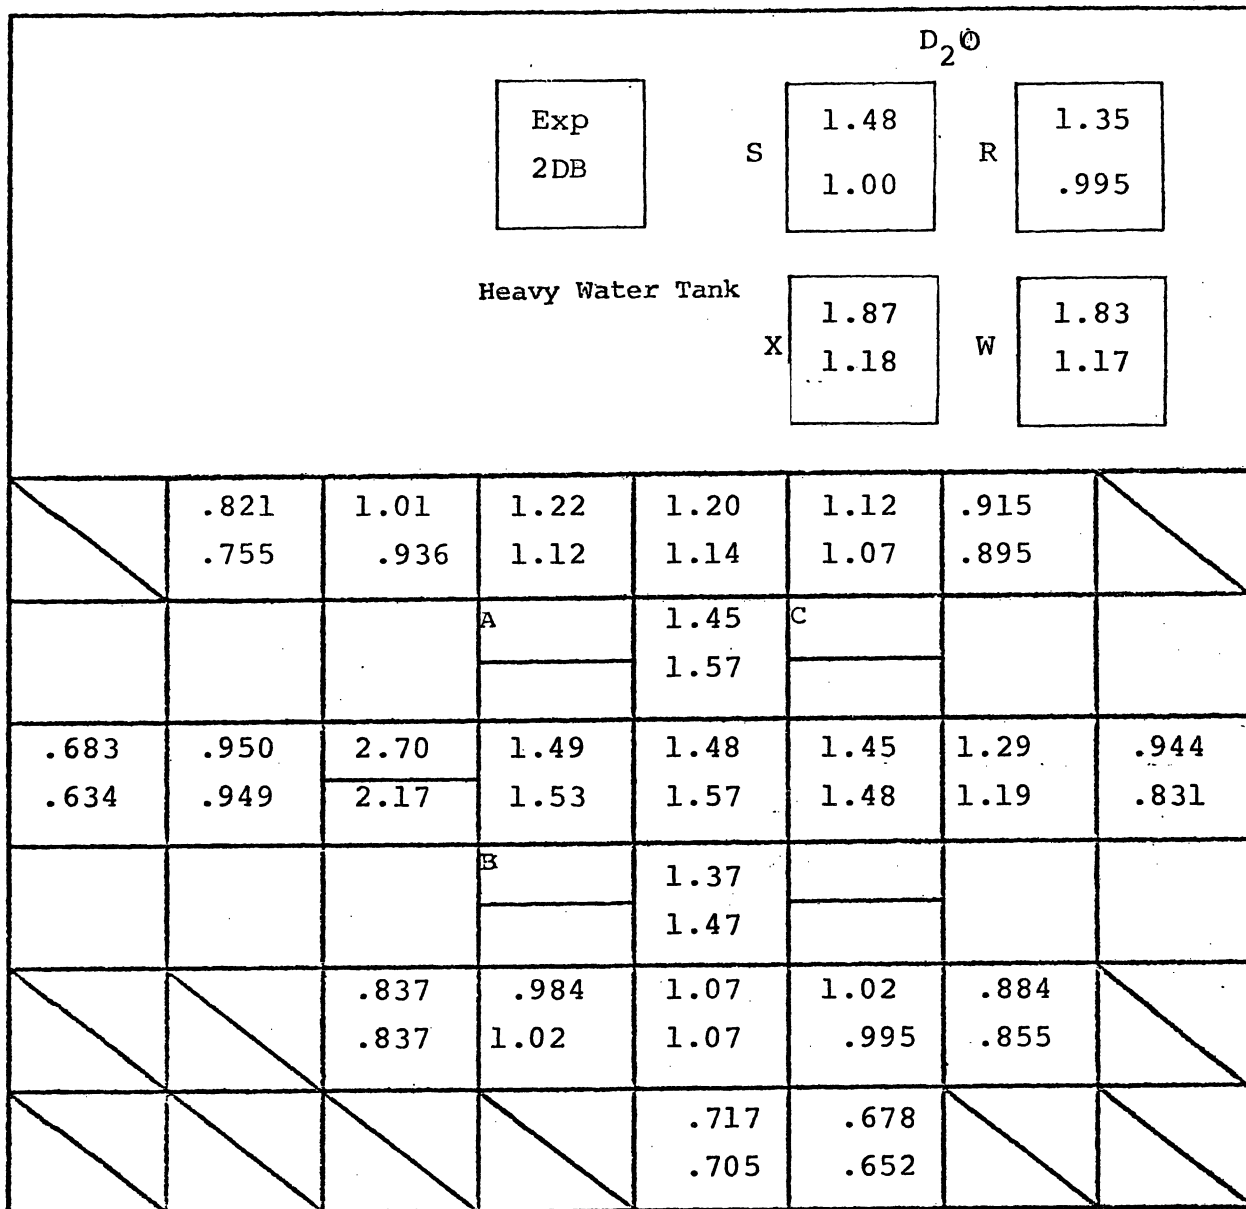 D2O
Exp
2DB
S
1.48
1.00
R
1.35
.995
Heavy Water Tank
X
1.87
1.18
W
1.83
1.17
.821 1.01 1.22 1.20 1.12 .915
.755 .936 1.12 1.14 1.07 .895
A 1.45 C
1.57
.683 .950 2.70 1.49 1.48 1.45 1.29 .944
.634 .949 2.17 1.53 1.57 1.48 1.19 .831
B 1.37
1.47
.837 .984 1.07 1.02 .884
.837 1.02 1.07 .995 .855
.717 .678
.705 .652